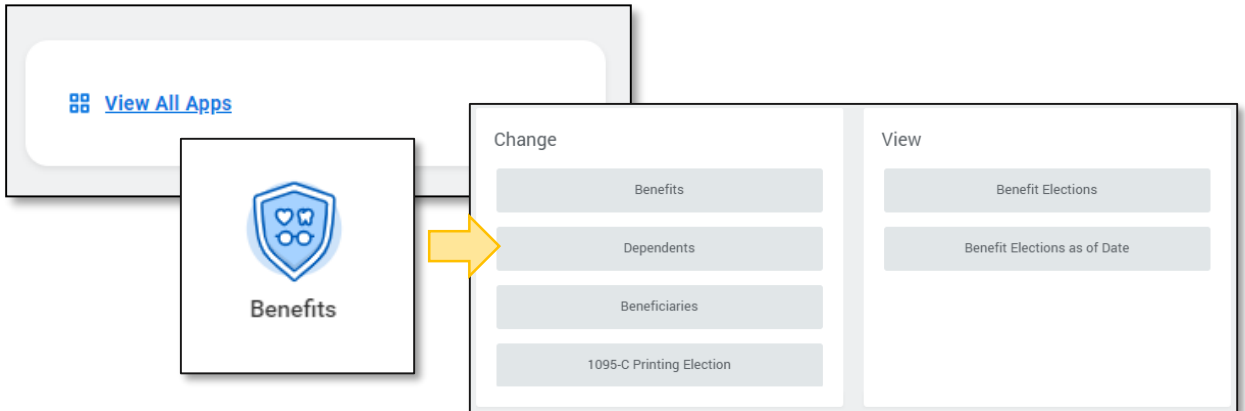 View All Apps
Benefits
Change
Benefits
Dependents
Beneficiaries
1095-C Printing Election
View
Benefit Elections
Benefit Elections as of Date